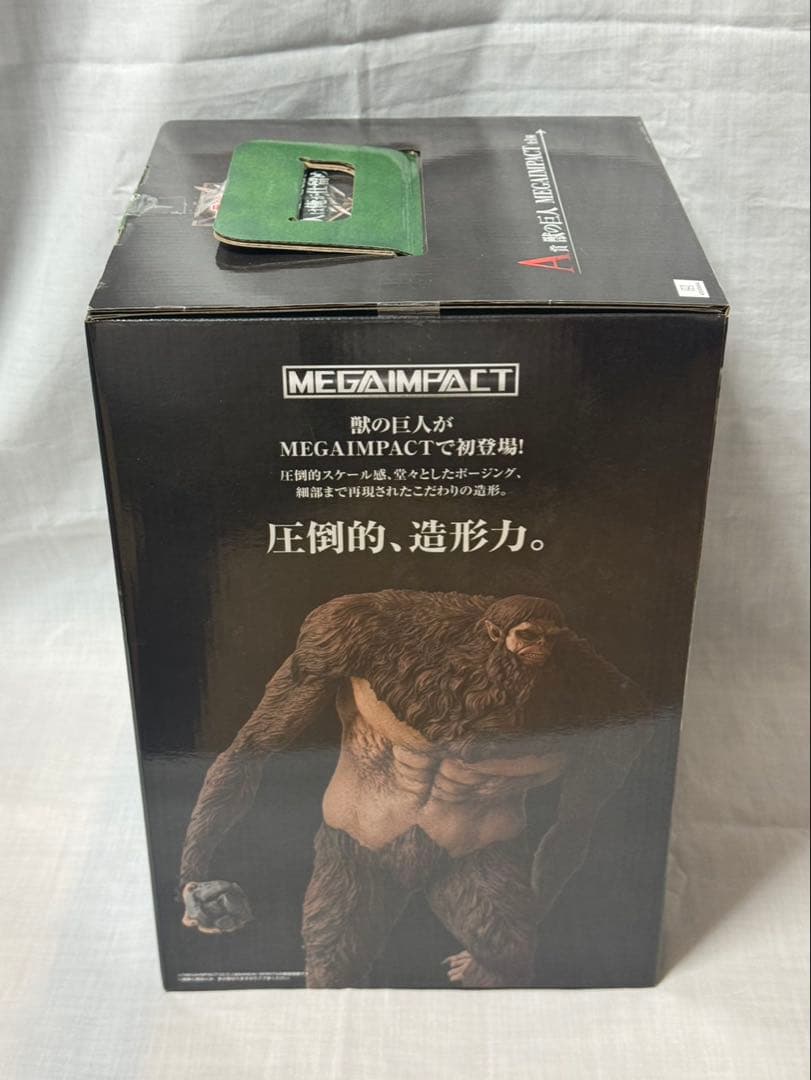 A賞 獣の巨人 MEGAIMPACT
MEGAIMPACT
獣の巨人が
MEGAIMPACTで初登場!
圧倒的スケール感、堂々としたポージング、
細部まで再現されたこだわりの造形。
圧倒的、造形力。